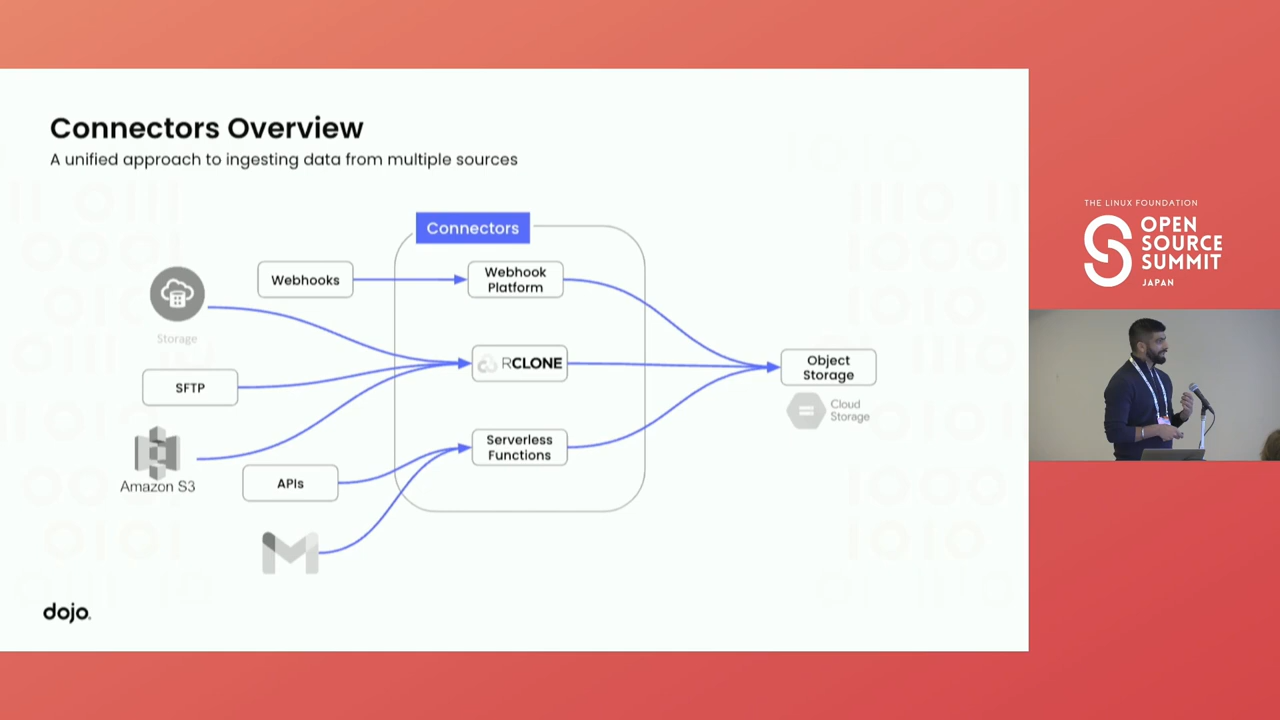 Connectors Overview
A unified approach to ingesting data from multiple sources
Connectors
Webhooks
Webhook
Platform
Storage
SFTP
RCLONE
Object
Storage
Cloud
Storage
Amazon S3
APIs
Serverless
Functions
dojo.
THE LINUX FOUNDATION
OPEN
SOURCE
SUMMIT
JAPAN